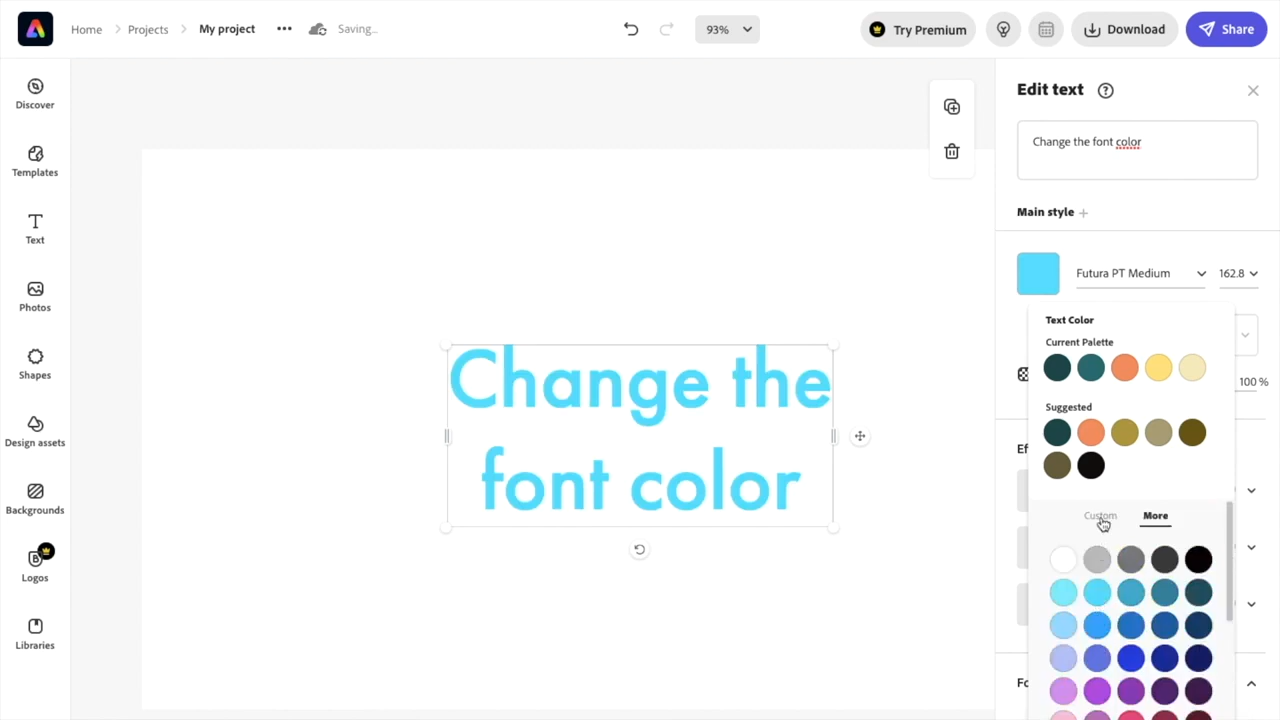 Home
Projects
My project
...
Saving...
93%
Try Premium
Download
Share
Discover
Templates
Text
Photos
Shapes
Design assets
Backgrounds
Logos
Libraries
Change the
font color
Edit text ?
Change the font color
Main style +
Futura PT Medium
162.8
Text Color
Current Palette
100 %
Suggested
Custom
More